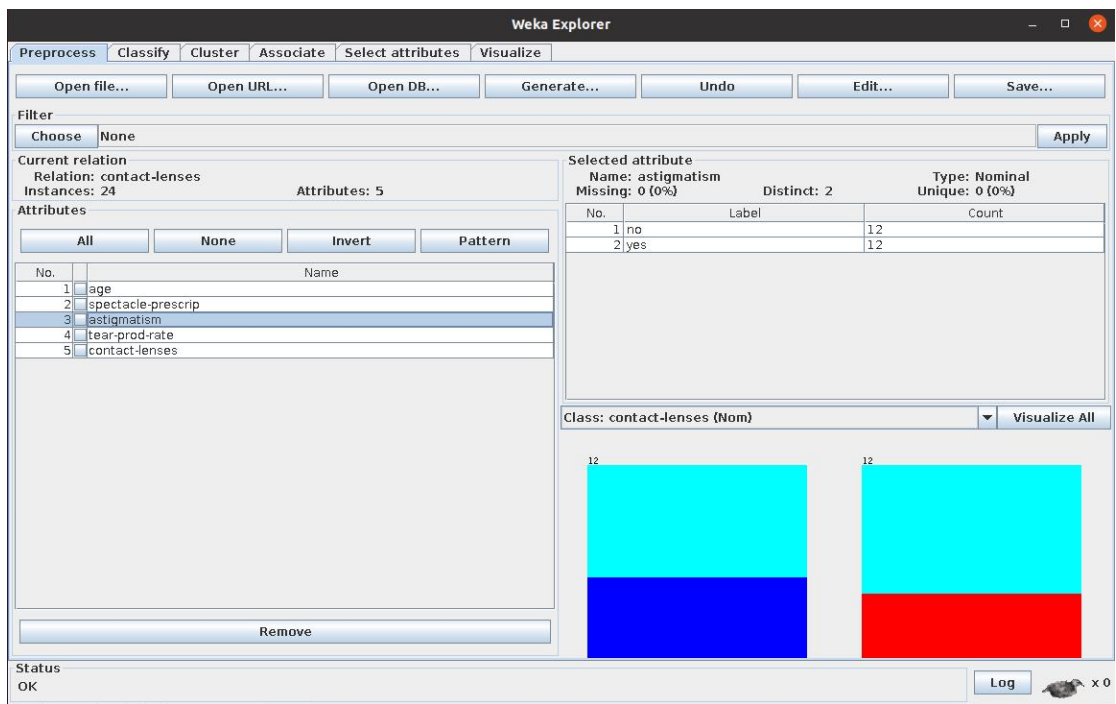 Weka Explorer
Preprocess Classify Cluster Associate Select attributes Visualize
Open file... Open URL... Open DB... Generate... Undo Edit... Save...
Filter
Choose None Apply
Current relation
Relation: contact-lenses
Instances: 24 Attributes: 5
Attributes
All None Invert Pattern
No. Name
1 age
2 spectacle-prescrip
3 astigmatism
4 tear-prod-rate
5 contact-lenses
Remove
Selected attribute
Name: astigmatism Type: Nominal
Missing: 0 (0%) Distinct: 2 Unique: 0 (0%)
No. Label Count
1 no 12
2 yes 12
Class: contact-lenses (Nom) Visualize All
12 12
Status
OK Log x 0